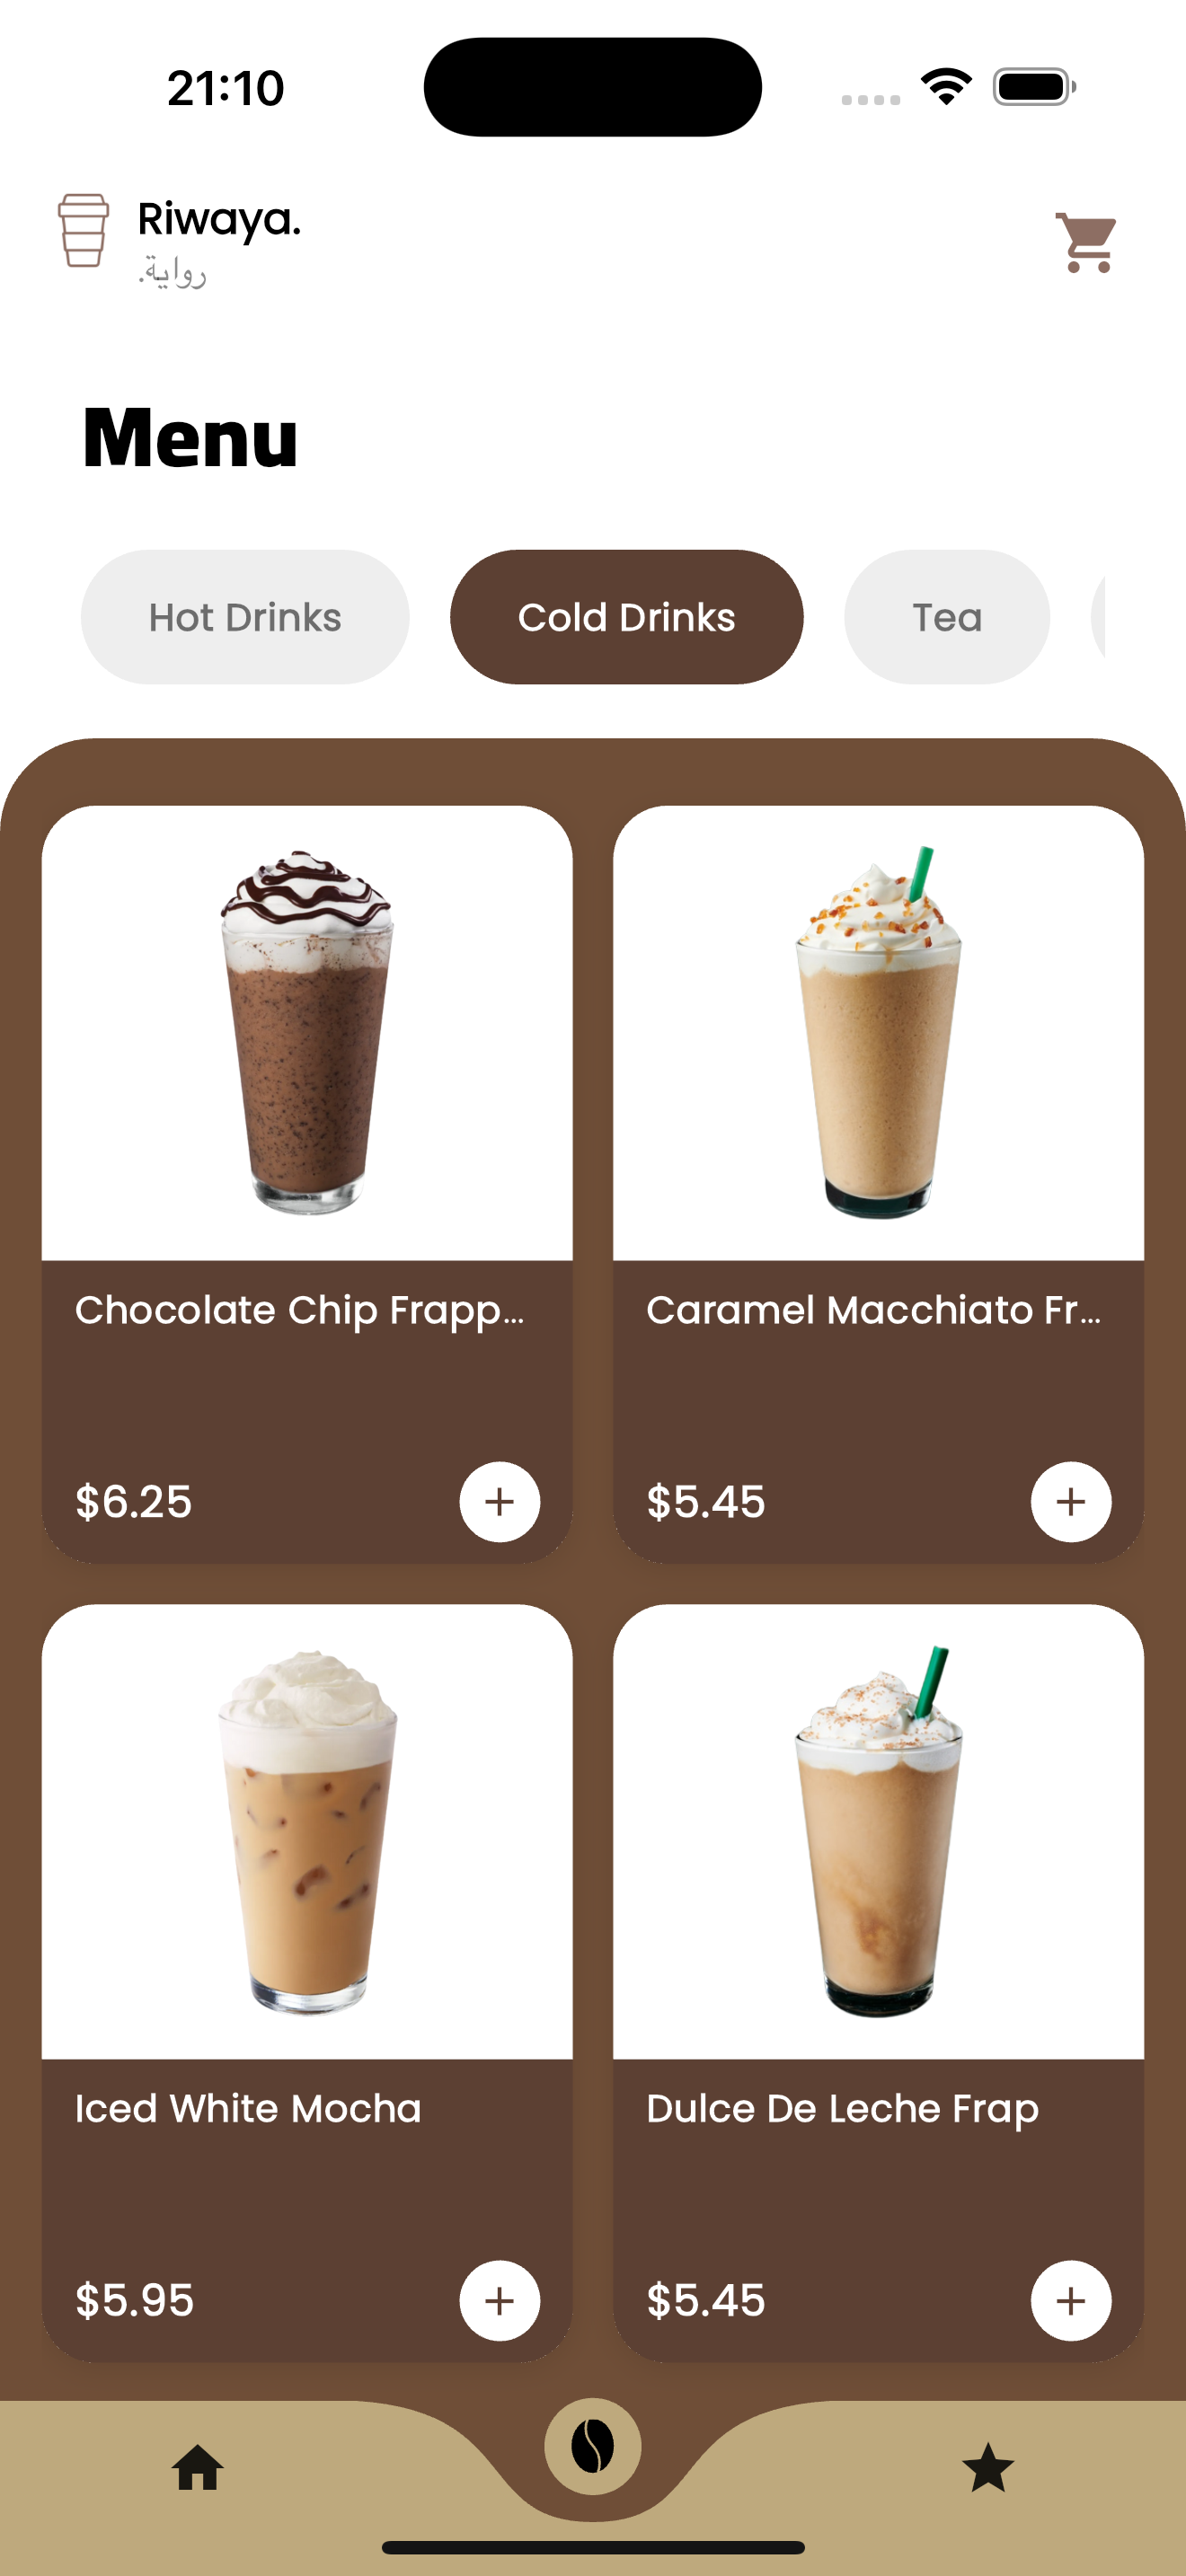 21:10
Riwaya.
رواية.
Menu
Hot Drinks
Cold Drinks
Tea
Chocolate Chip Frapp...
Caramel Macchiato Fr...
$6.25
$5.45
Iced White Mocha
Dulce De Leche Frap
$5.95
$5.45